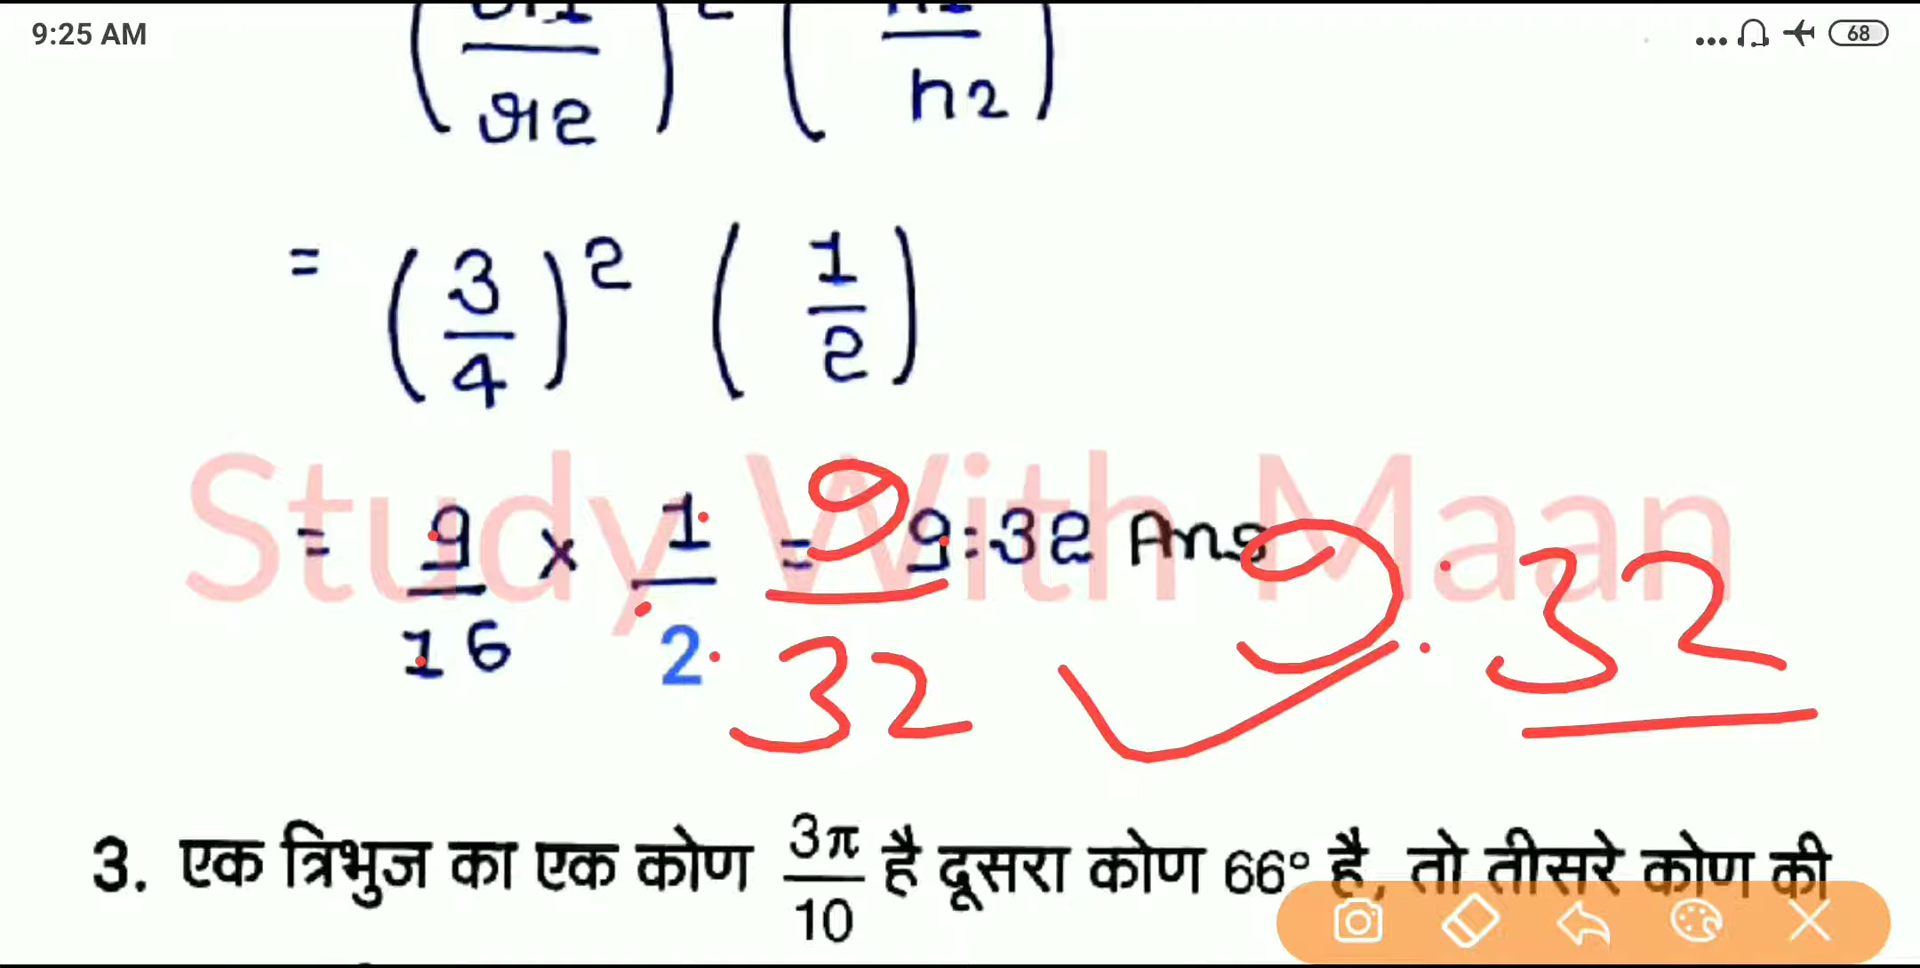 9:25 AM 68
r2 h2
= (3/4)² (1/2)
Study With Maan
= 9/16 × 1/2 = 9:32 Ans
9/32 9:32
3. एक त्रिभुज का एक कोण 3π/10 है दूसरा कोण 66° है, तो तीसरे कोण की